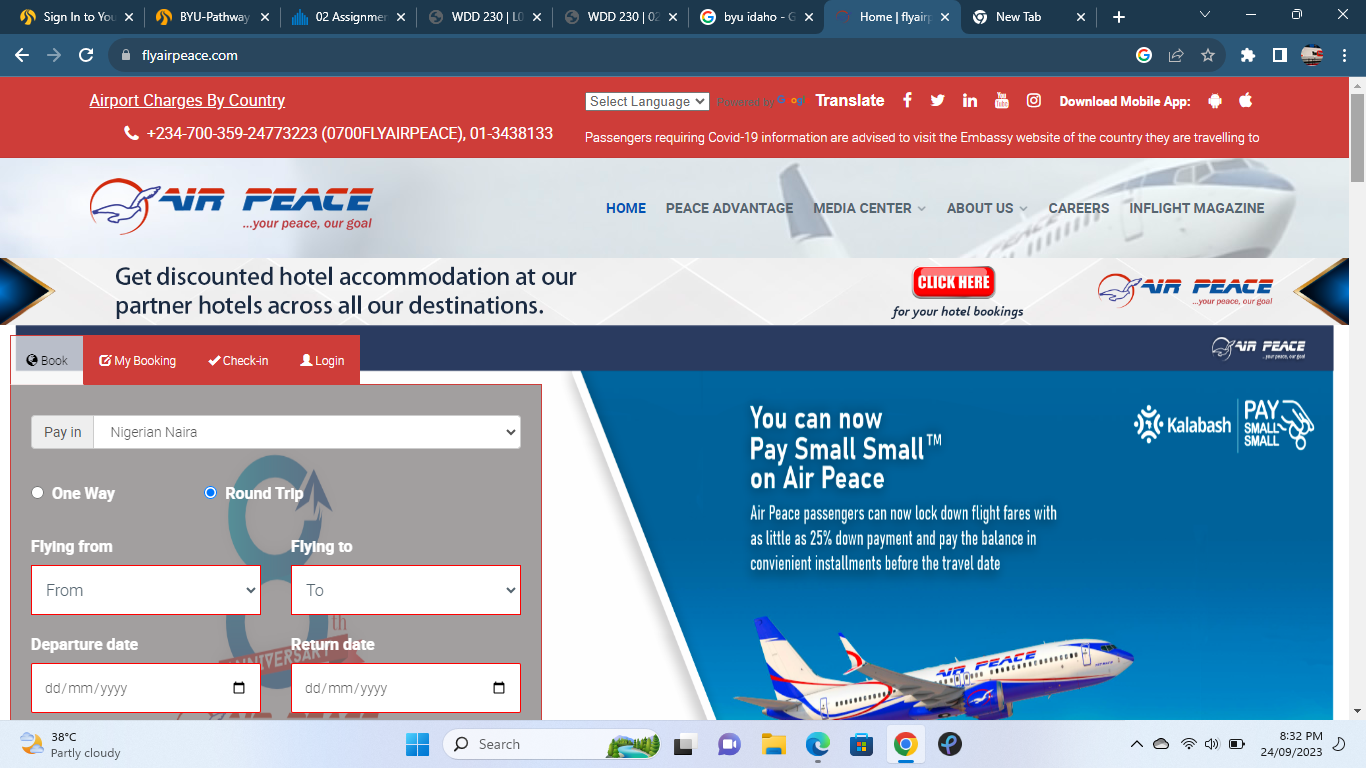 Sign In to You
BYU-Pathway
02 Assignmen
WDD 230 | L0
WDD 230 | 02
byu idaho - G
Home | flyairp
New Tab
flyairpeace.com
Airport Charges By Country
Select Language
Powered by
Translate
Download Mobile App:
+234-700-359-24773223 (0700FLYAIRPEACE), 01-3438133
Passengers requiring Covid-19 information are advised to visit the Embassy website of the country they are travelling to
AIR PEACE
...your peace, our goal
HOME
PEACE ADVANTAGE
MEDIA CENTER
ABOUT US
CAREERS
INFLIGHT MAGAZINE
Get discounted hotel accommodation at our
partner hotels across all our destinations.
CLICK HERE
for your hotel bookings
AIR PEACE
...your peace, our goal
Book
My Booking
Check-in
Login
AIR PEACE
...your peace, our goal
Pay in
Nigerian Naira
One Way
Round Trip
Flying from
Flying to
From
To
Departure date
Return date
dd/mm/yyyy
dd/mm/yyyy
th
ANNIVERSARY
You can now
Pay Small Small™
on Air Peace
Air Peace passengers can now lock down flight fares with
as little as 25% down payment and pay the balance in
convienient installments before the travel date
Kalabash
PAY
SMALL
SMALL
AIR PEACE
38°C
Partly cloudy
Search
8:32 PM
24/09/2023